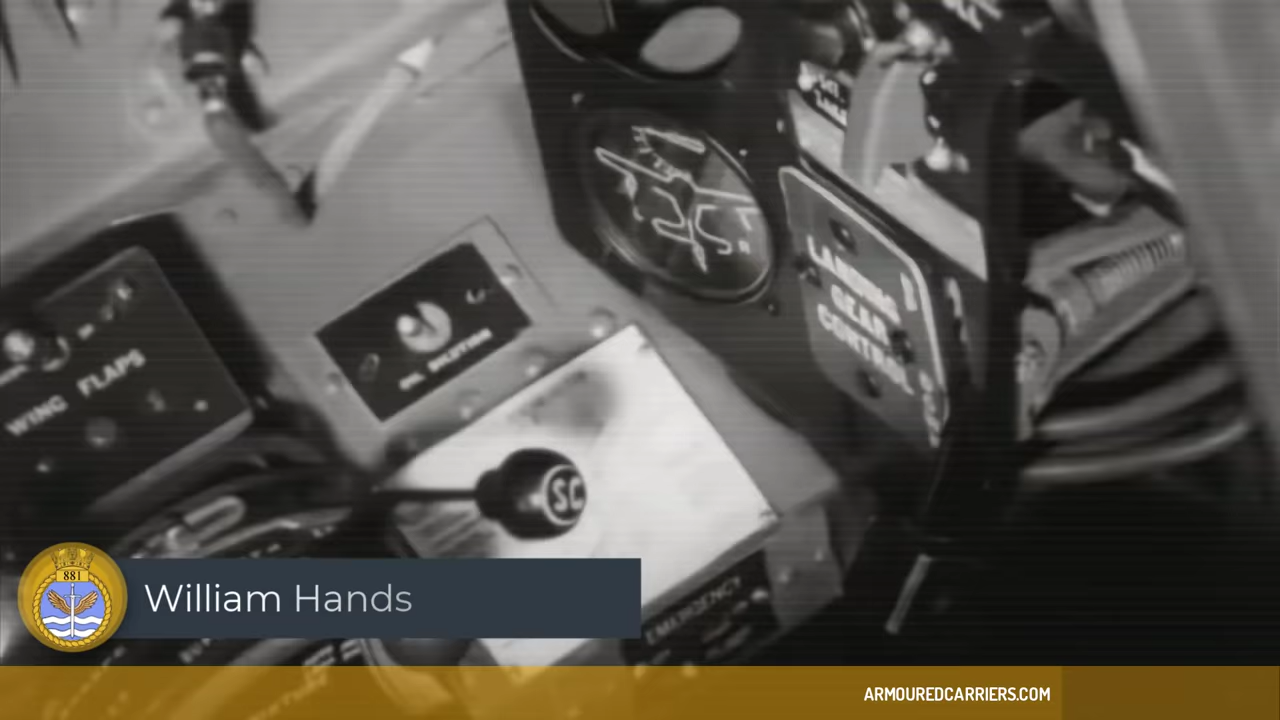 LANDING
GEAR
CONTROL
WING FLAPS
OIL DILUTION
SC
EMERGENCY
881
William Hands
ARMOUREDCARRIERS.COM